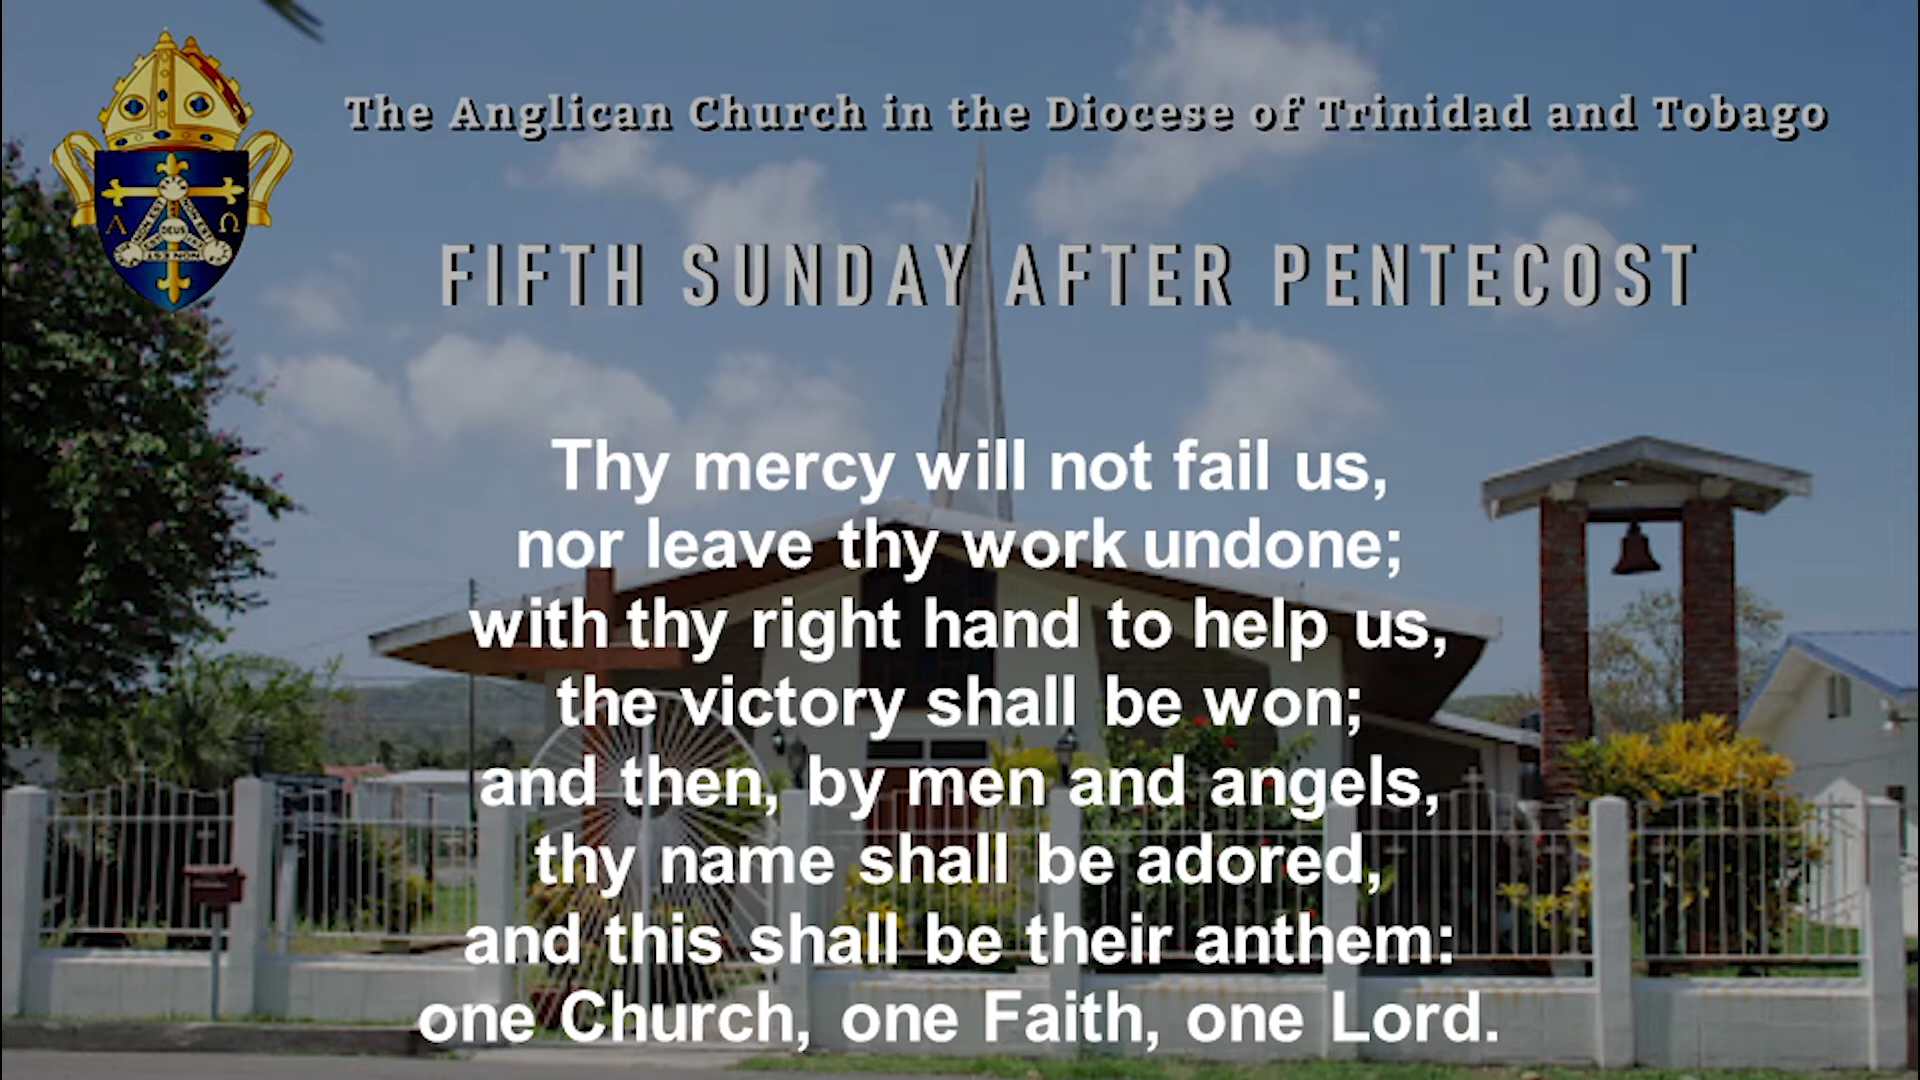 The Anglican Church in the Diocese of Trinidad and Tobago
FIFTH SUNDAY AFTER PENTECOST
Α Ω
DEUS
Thy mercy will not fail us,
nor leave thy work undone;
with thy right hand to help us,
the victory shall be won;
and then, by men and angels,
thy name shall be adored,
and this shall be their anthem:
one Church, one Faith, one Lord.